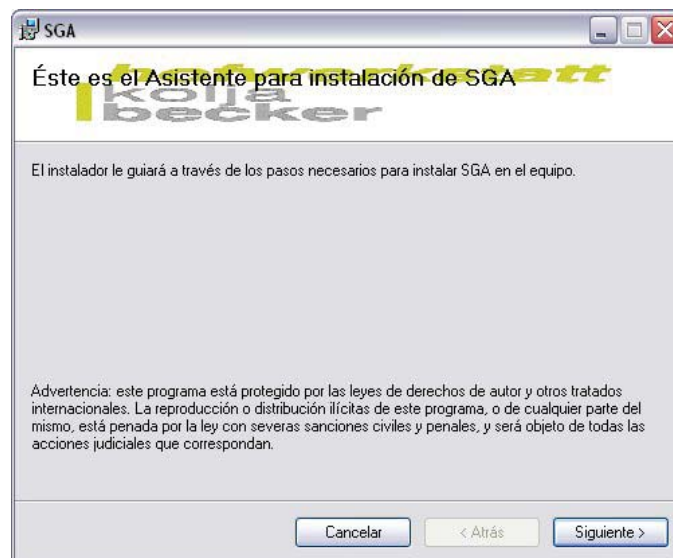 SGA
Éste es el Asistente para instalación de SGA
kolja
becker
El instalador le guiará a través de los pasos necesarios para instalar SGA en el equipo.
Advertencia: este programa está protegido por las leyes de derechos de autor y otros tratados
internacionales. La reproducción o distribución ilícitas de este programa, o de cualquier parte del
mismo, está penada por la ley con severas sanciones civiles y penales, y será objeto de todas las
acciones judiciales que correspondan.
Cancelar
< Atrás
Siguiente >